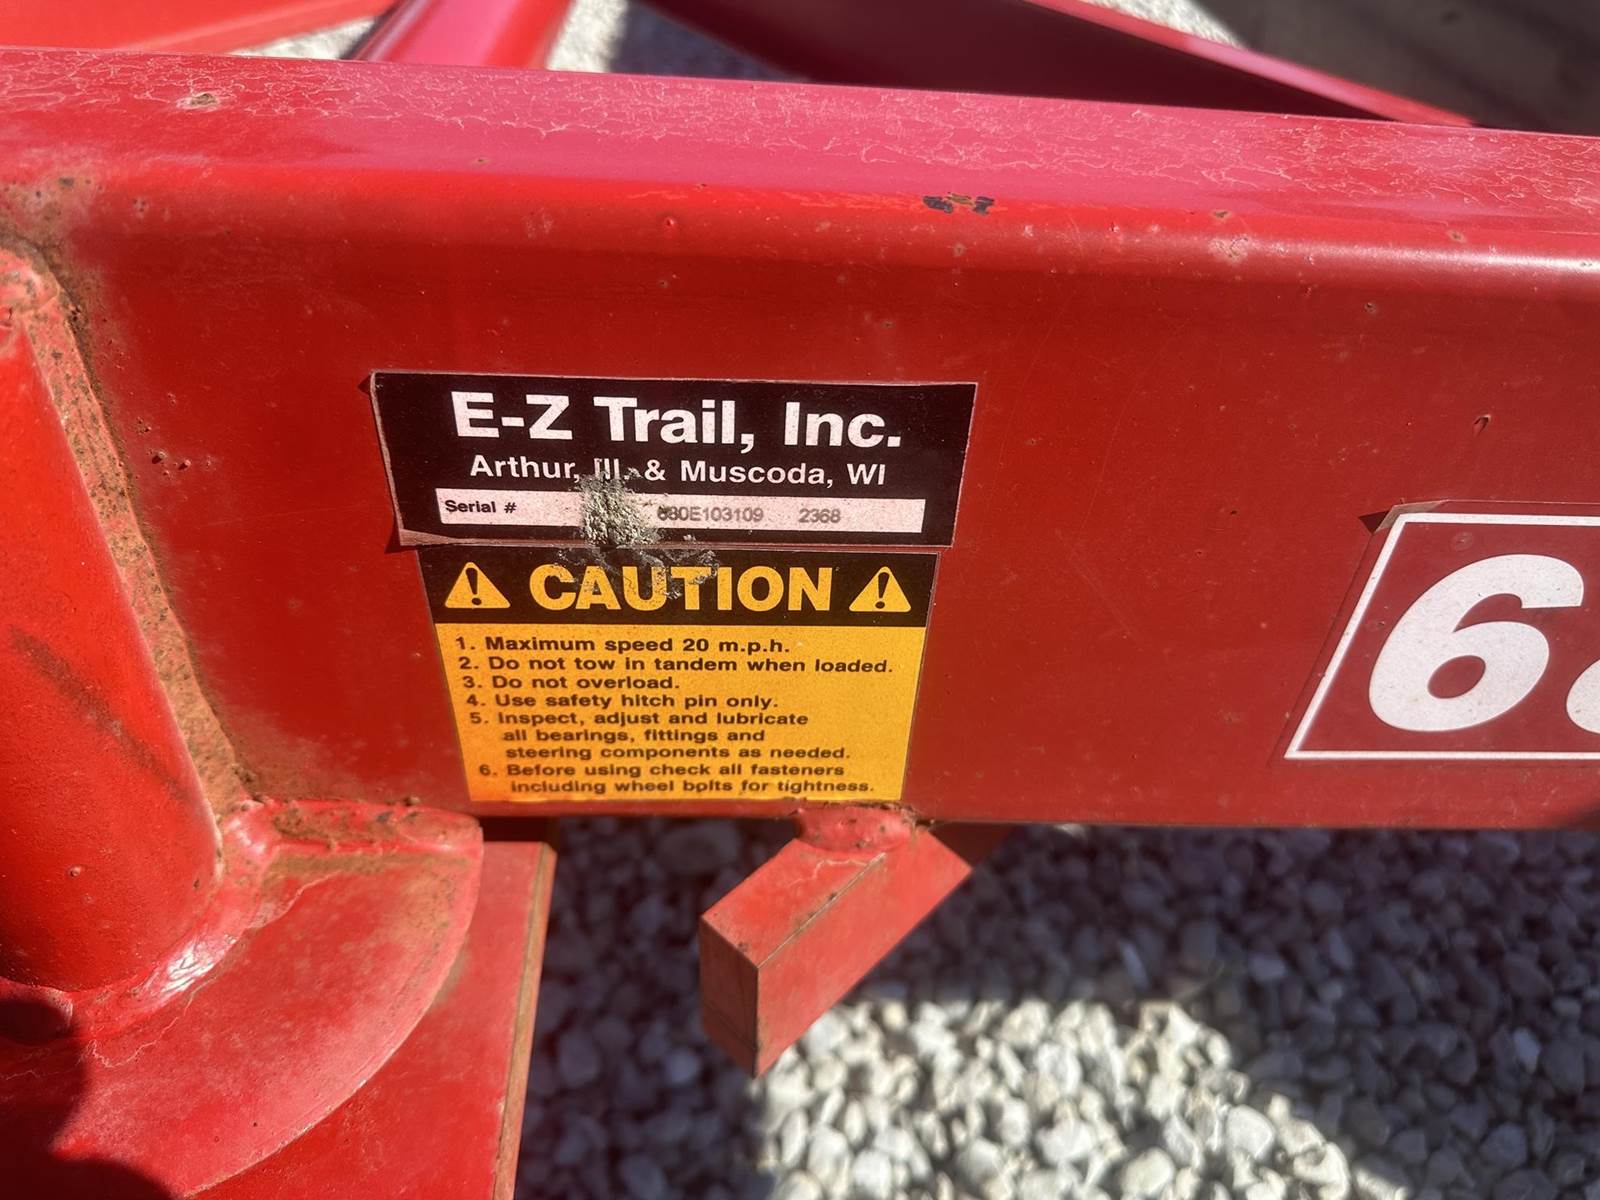 E-Z Trail, Inc.
Arthur, Ill. & Muscoda, WI
Serial # 680E103109 2368
CAUTION
1. Maximum speed 20 m.p.h.
2. Do not tow in tandem when loaded.
3. Do not overload.
4. Use safety hitch pin only.
5. Inspect, adjust and lubricate
all bearings, fittings and
steering components as needed.
6. Before using check all fasteners
including wheel bolts for tightness.
6